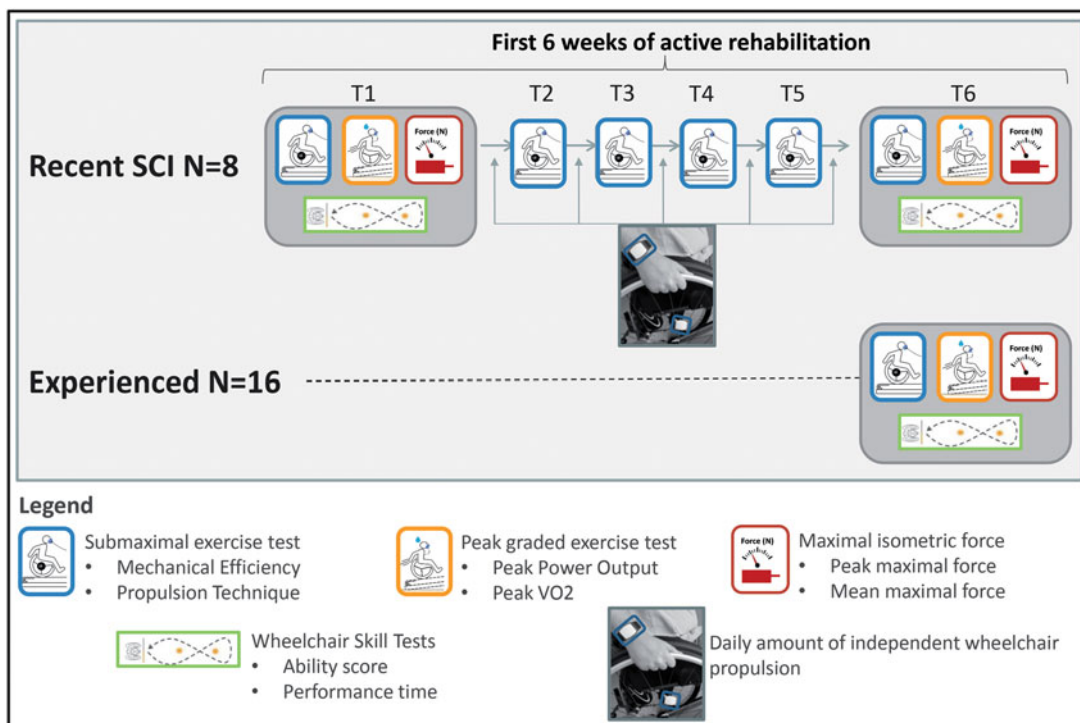 First 6 weeks of active rehabilitation
T1
T2
T3
T4
T5
T6
Recent SCI N=8
Force (N)
Force (N)
Experienced N=16
Force (N)
Legend
Submaximal exercise test
• Mechanical Efficiency
• Propulsion Technique
Peak graded exercise test
• Peak Power Output
• Peak VO2
Force (N)
Maximal isometric force
• Peak maximal force
• Mean maximal force
Wheelchair Skill Tests
• Ability score
• Performance time
Daily amount of independent wheelchair
propulsion